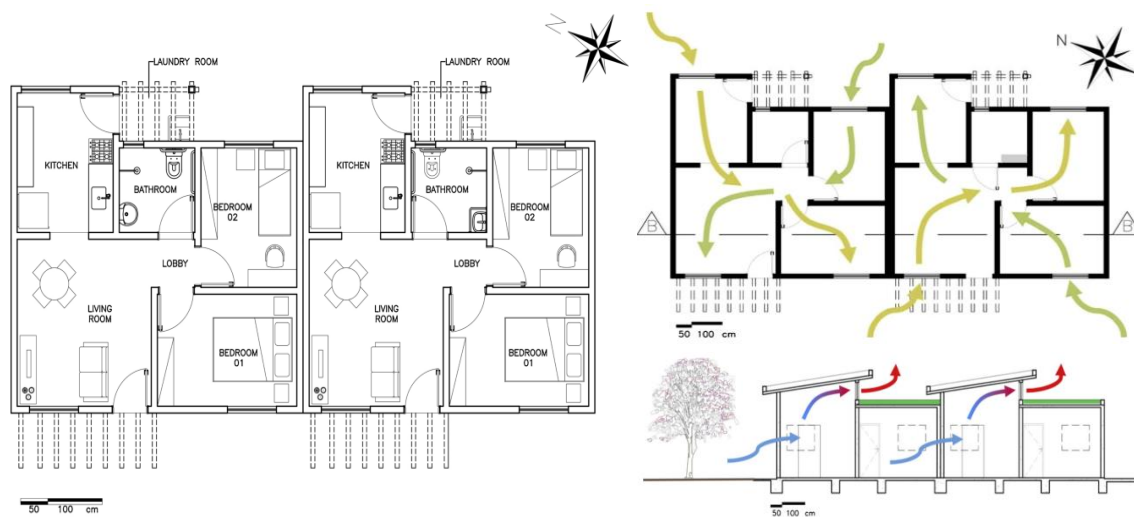 N
LAUNDRY ROOM
LAUNDRY ROOM
KITCHEN
KITCHEN
BATHROOM
BATHROOM
BEDROOM
02
BEDROOM
02
LOBBY
LOBBY
LIVING
ROOM
LIVING
ROOM
BEDROOM
01
BEDROOM
01
50 100 cm
N
B
B
50 100 cm
50 100 cm